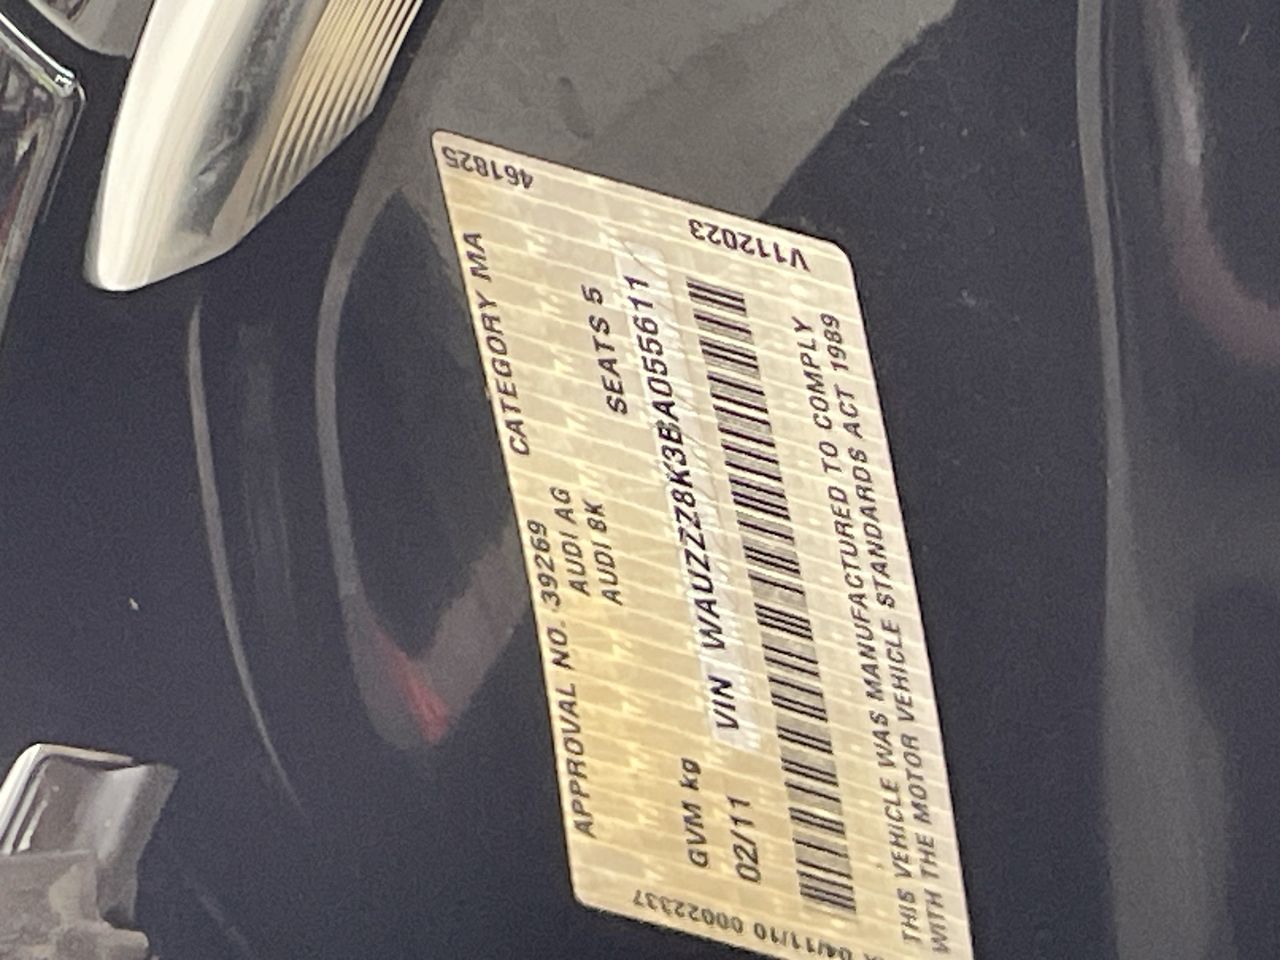 461825
V112023
APPROVAL NO. 39269 CATEGORY MA
AUDI AG
AUDI 8K SEATS 5
GVM kg
02/11 VIN WAUZZZ8K3BA055611
THIS VEHICLE WAS MANUFACTURED TO COMPLY
WITH THE MOTOR VEHICLE STANDARDS ACT 1989
04/11/10 00022337